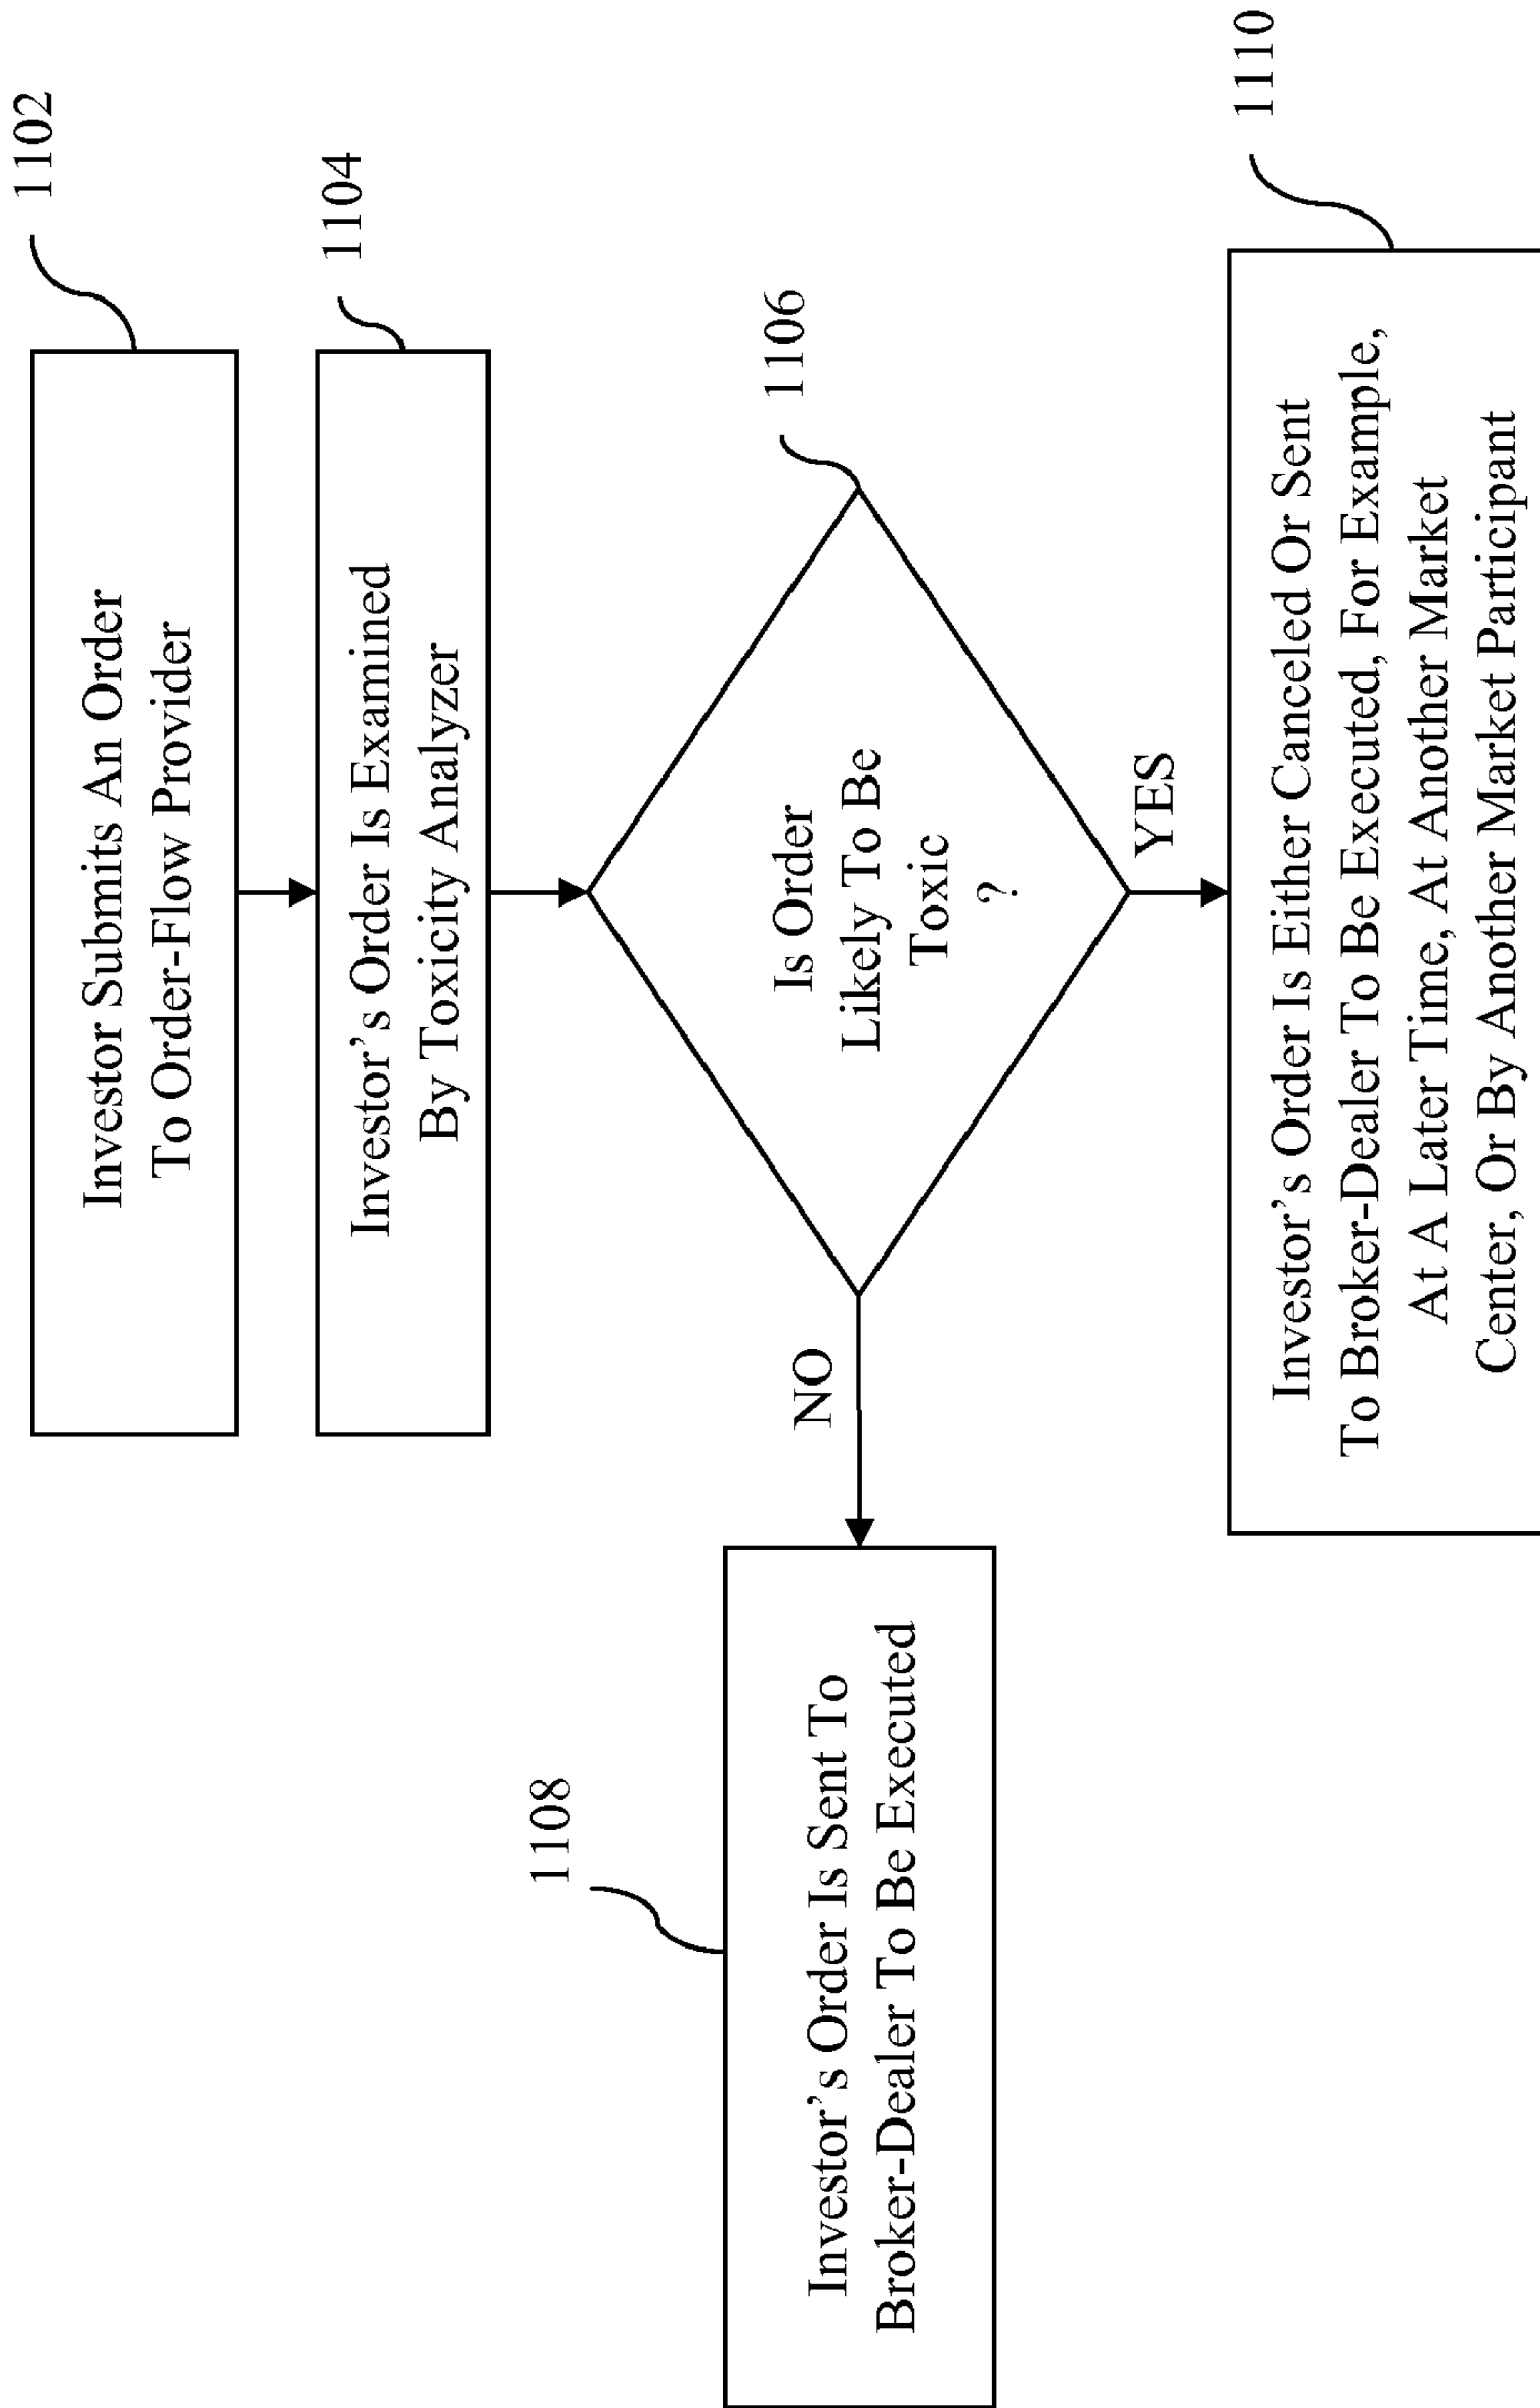 1102
Investor Submits An Order
To Order-Flow Provider
1104
Investor's Order Is Examined
By Toxicity Analyzer
1106
Is Order
Likely To Be
Toxic
?
NO
YES
1108
Investor's Order Is Sent To
Broker-Dealer To Be Executed
1110
Investor's Order Is Either Canceled Or Sent
To Broker-Dealer To Be Executed, For Example,
At A Later Time, At Another Market
Center, Or By Another Market Participant